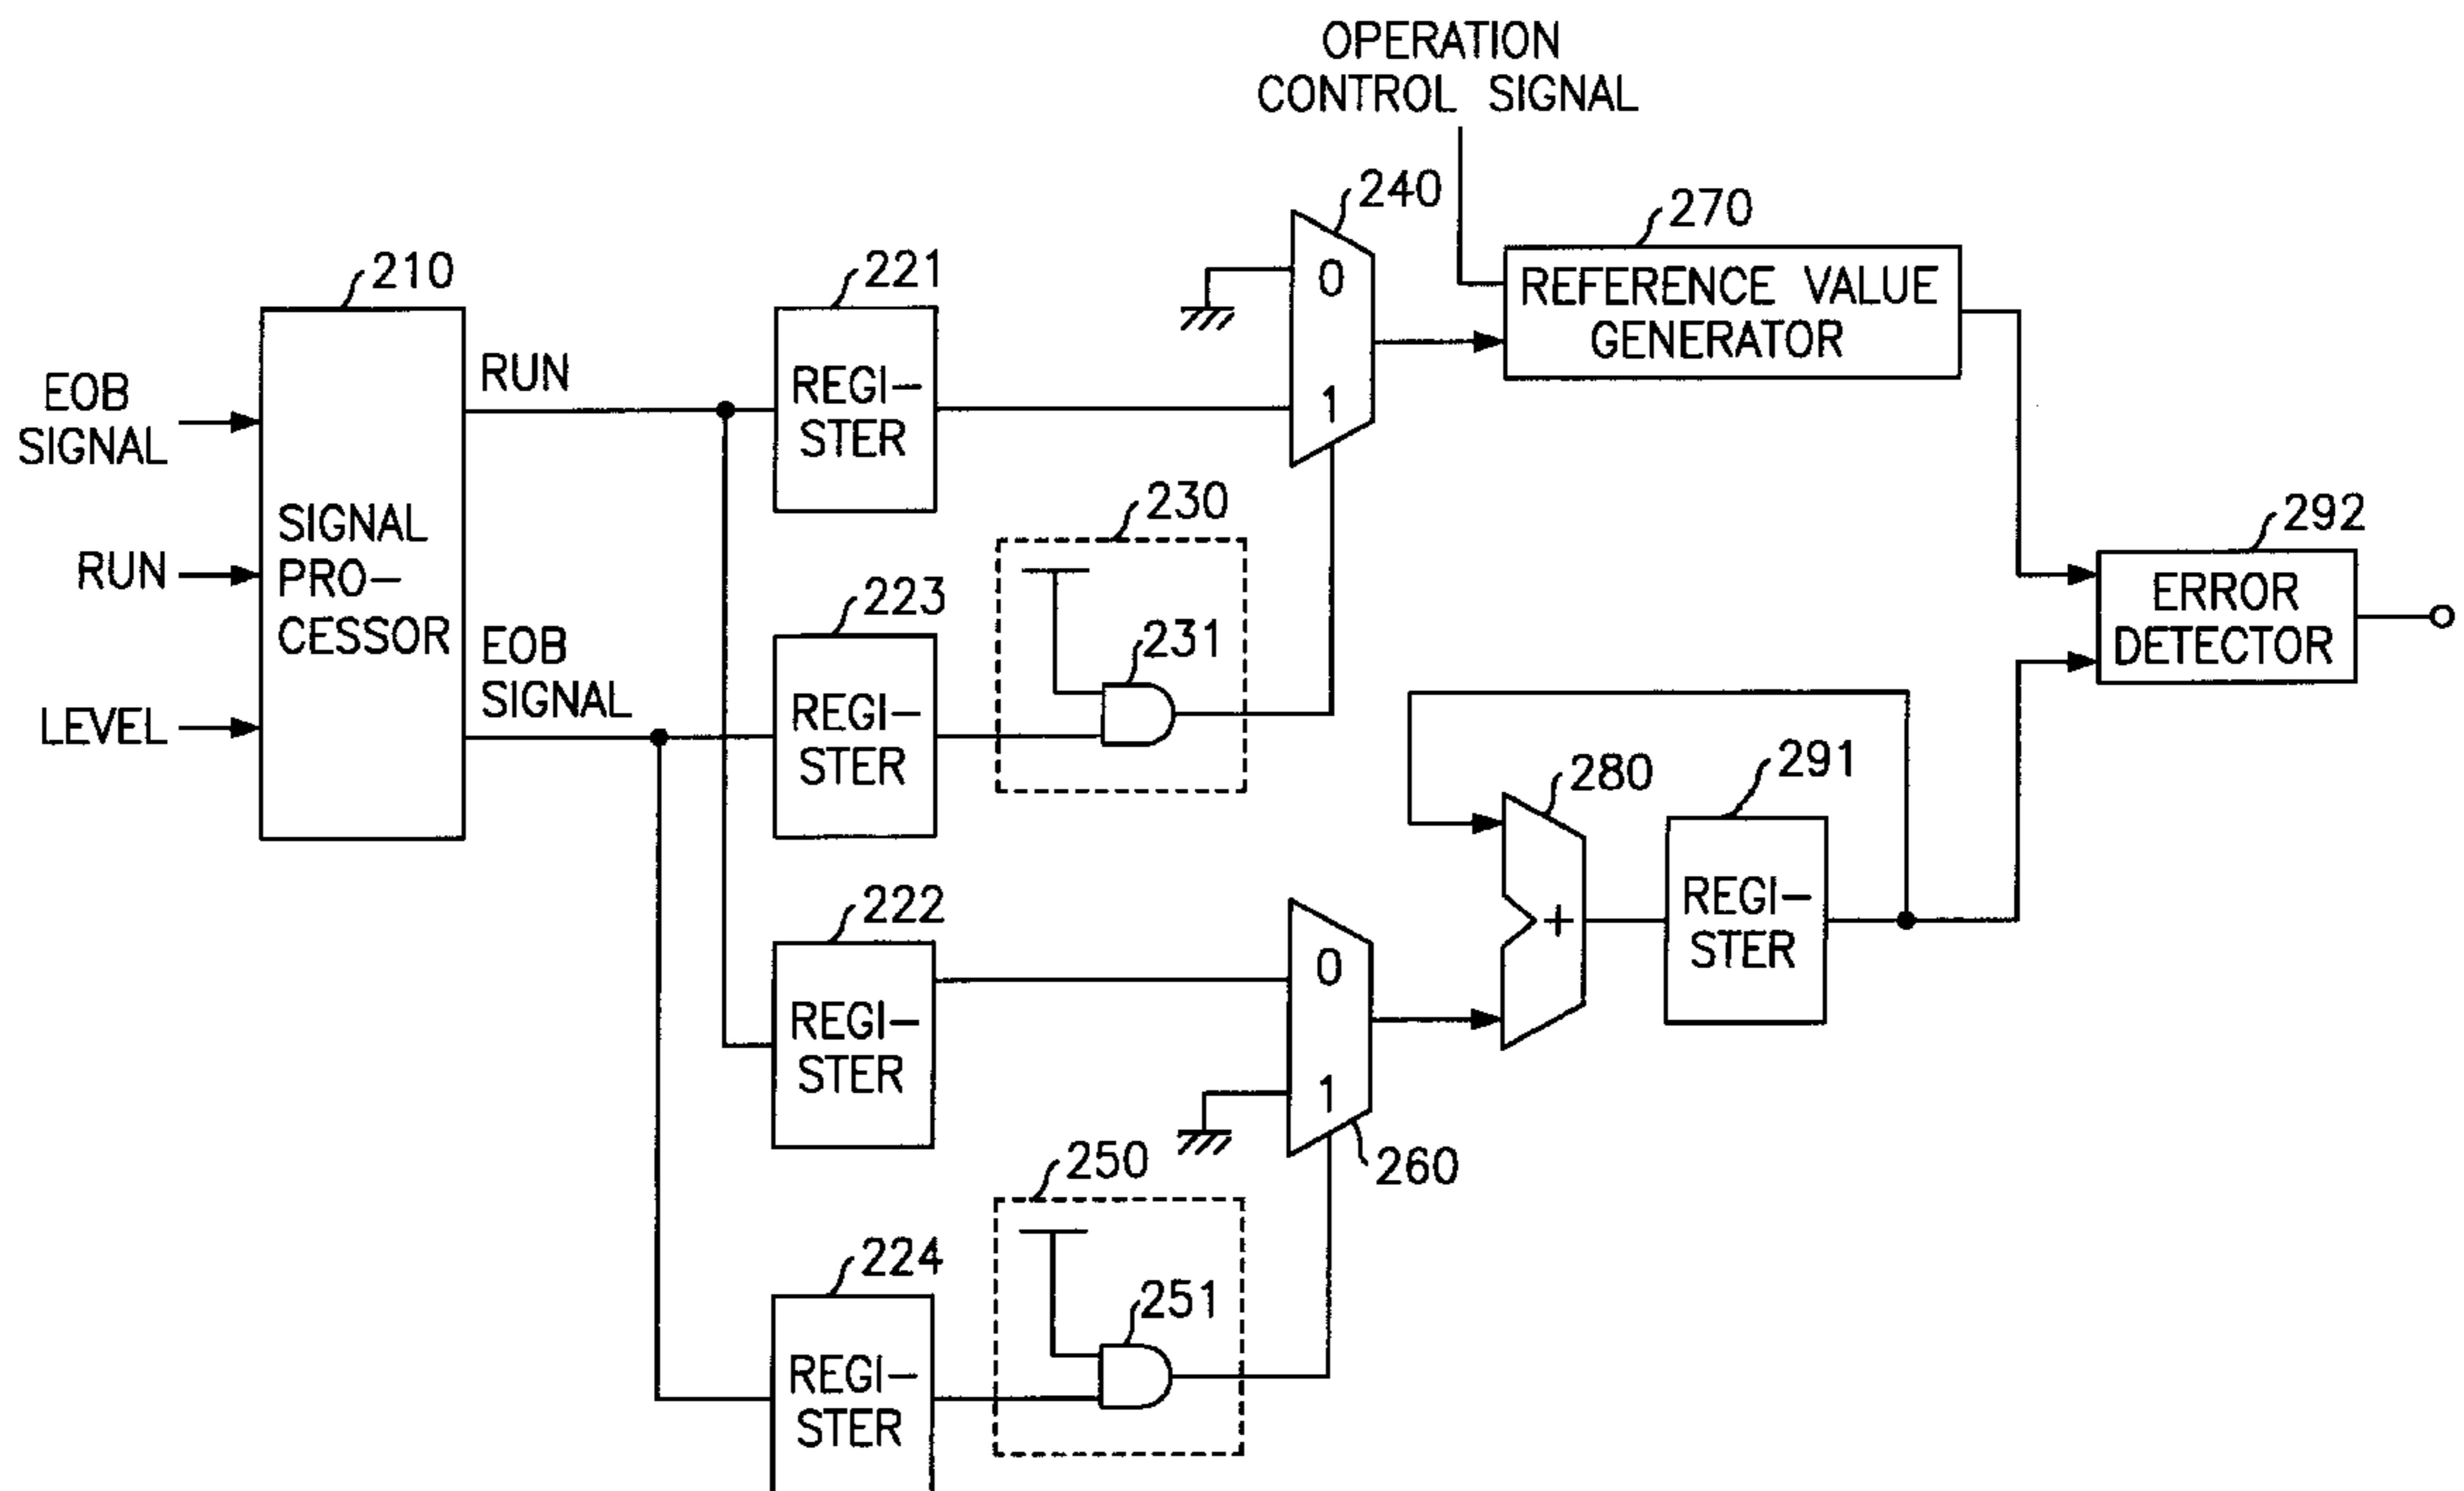 OPERATION
CONTROL SIGNAL
240
270
REFERENCE VALUE
GENERATOR
0
1
210
221
RUN
REGI-
STER
EOB
SIGNAL
RUN
LEVEL
SIGNAL
PRO-
CESSOR
EOB
SIGNAL
223
REGI-
STER
230
231
292
ERROR
DETECTOR
280
+
291
REGI-
STER
222
REGI-
STER
0
1
260
250
251
224
REGI-
STER